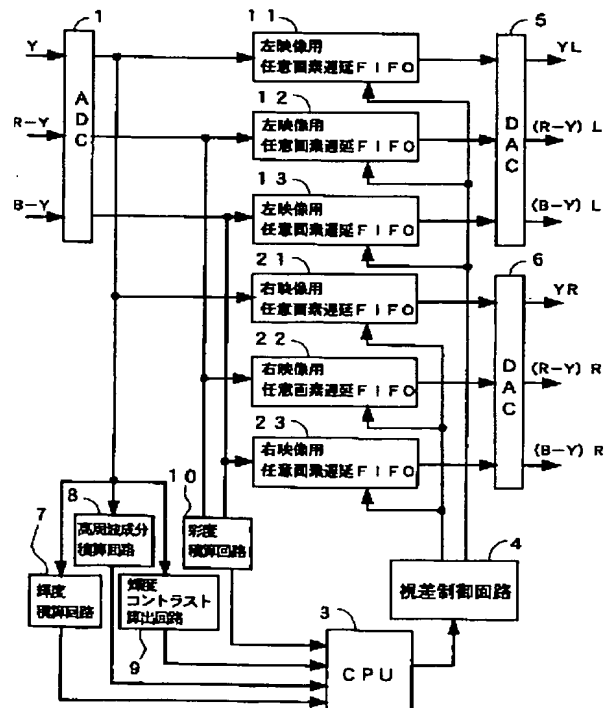 1
Y
R-Y
B-Y
ADC
11
左映像用
任意画素遅延FIFO
12
左映像用
任意画素遅延FIFO
13
左映像用
任意画素遅延FIFO
21
右映像用
任意画素遅延FIFO
22
右映像用
任意画素遅延FIFO
23
右映像用
任意画素遅延FIFO
5
DAC
YL
(R-Y) L
(B-Y) L
6
DAC
YR
(R-Y) R
(B-Y) R
7
輝度
積算回路
8
高周波成分
積算回路
輝度
コントラスト
算出回路
9
10
彩度
積算回路
3
CPU
4
視差制御回路